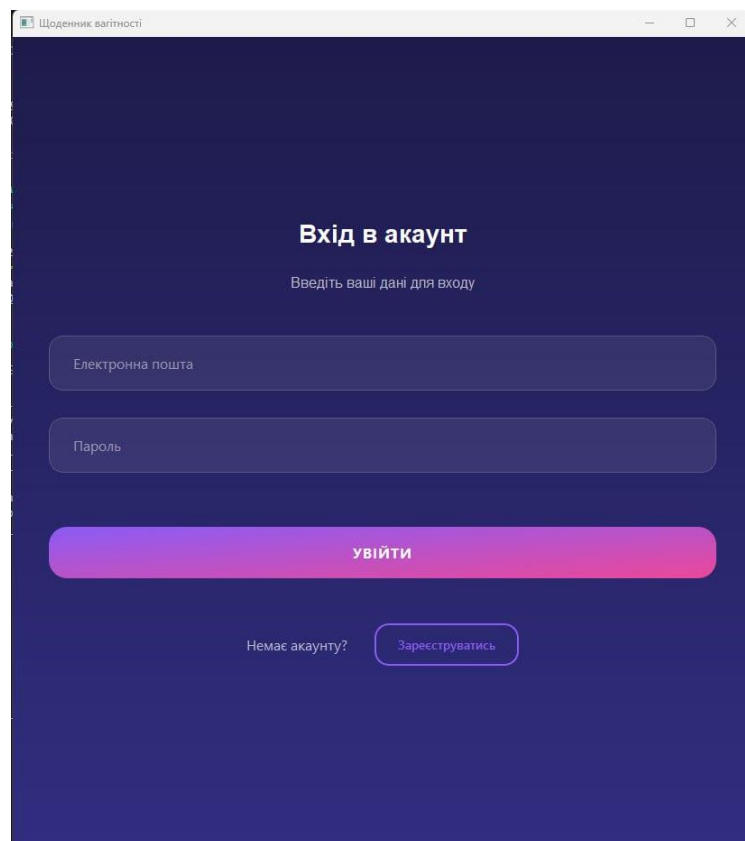 Щоденник вагітності
Вхід в акаунт
Введіть ваші дані для входу
Електронна пошта
Пароль
УВІЙТИ
Немає акаунту? Зареєструватись